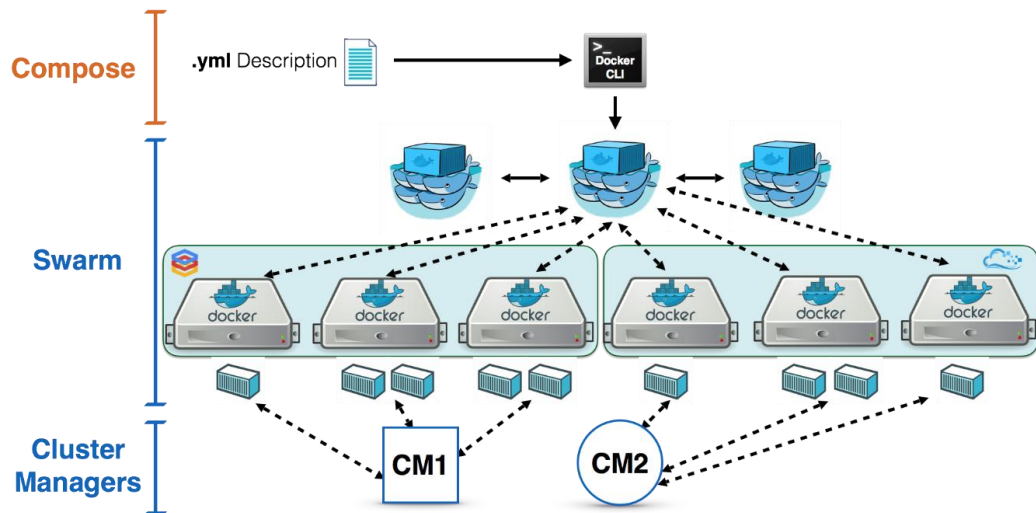 Compose
.yml Description
>_
Docker
CLI
Swarm
docker
docker
docker
docker
docker
docker
Cluster
Managers
CM1
CM2